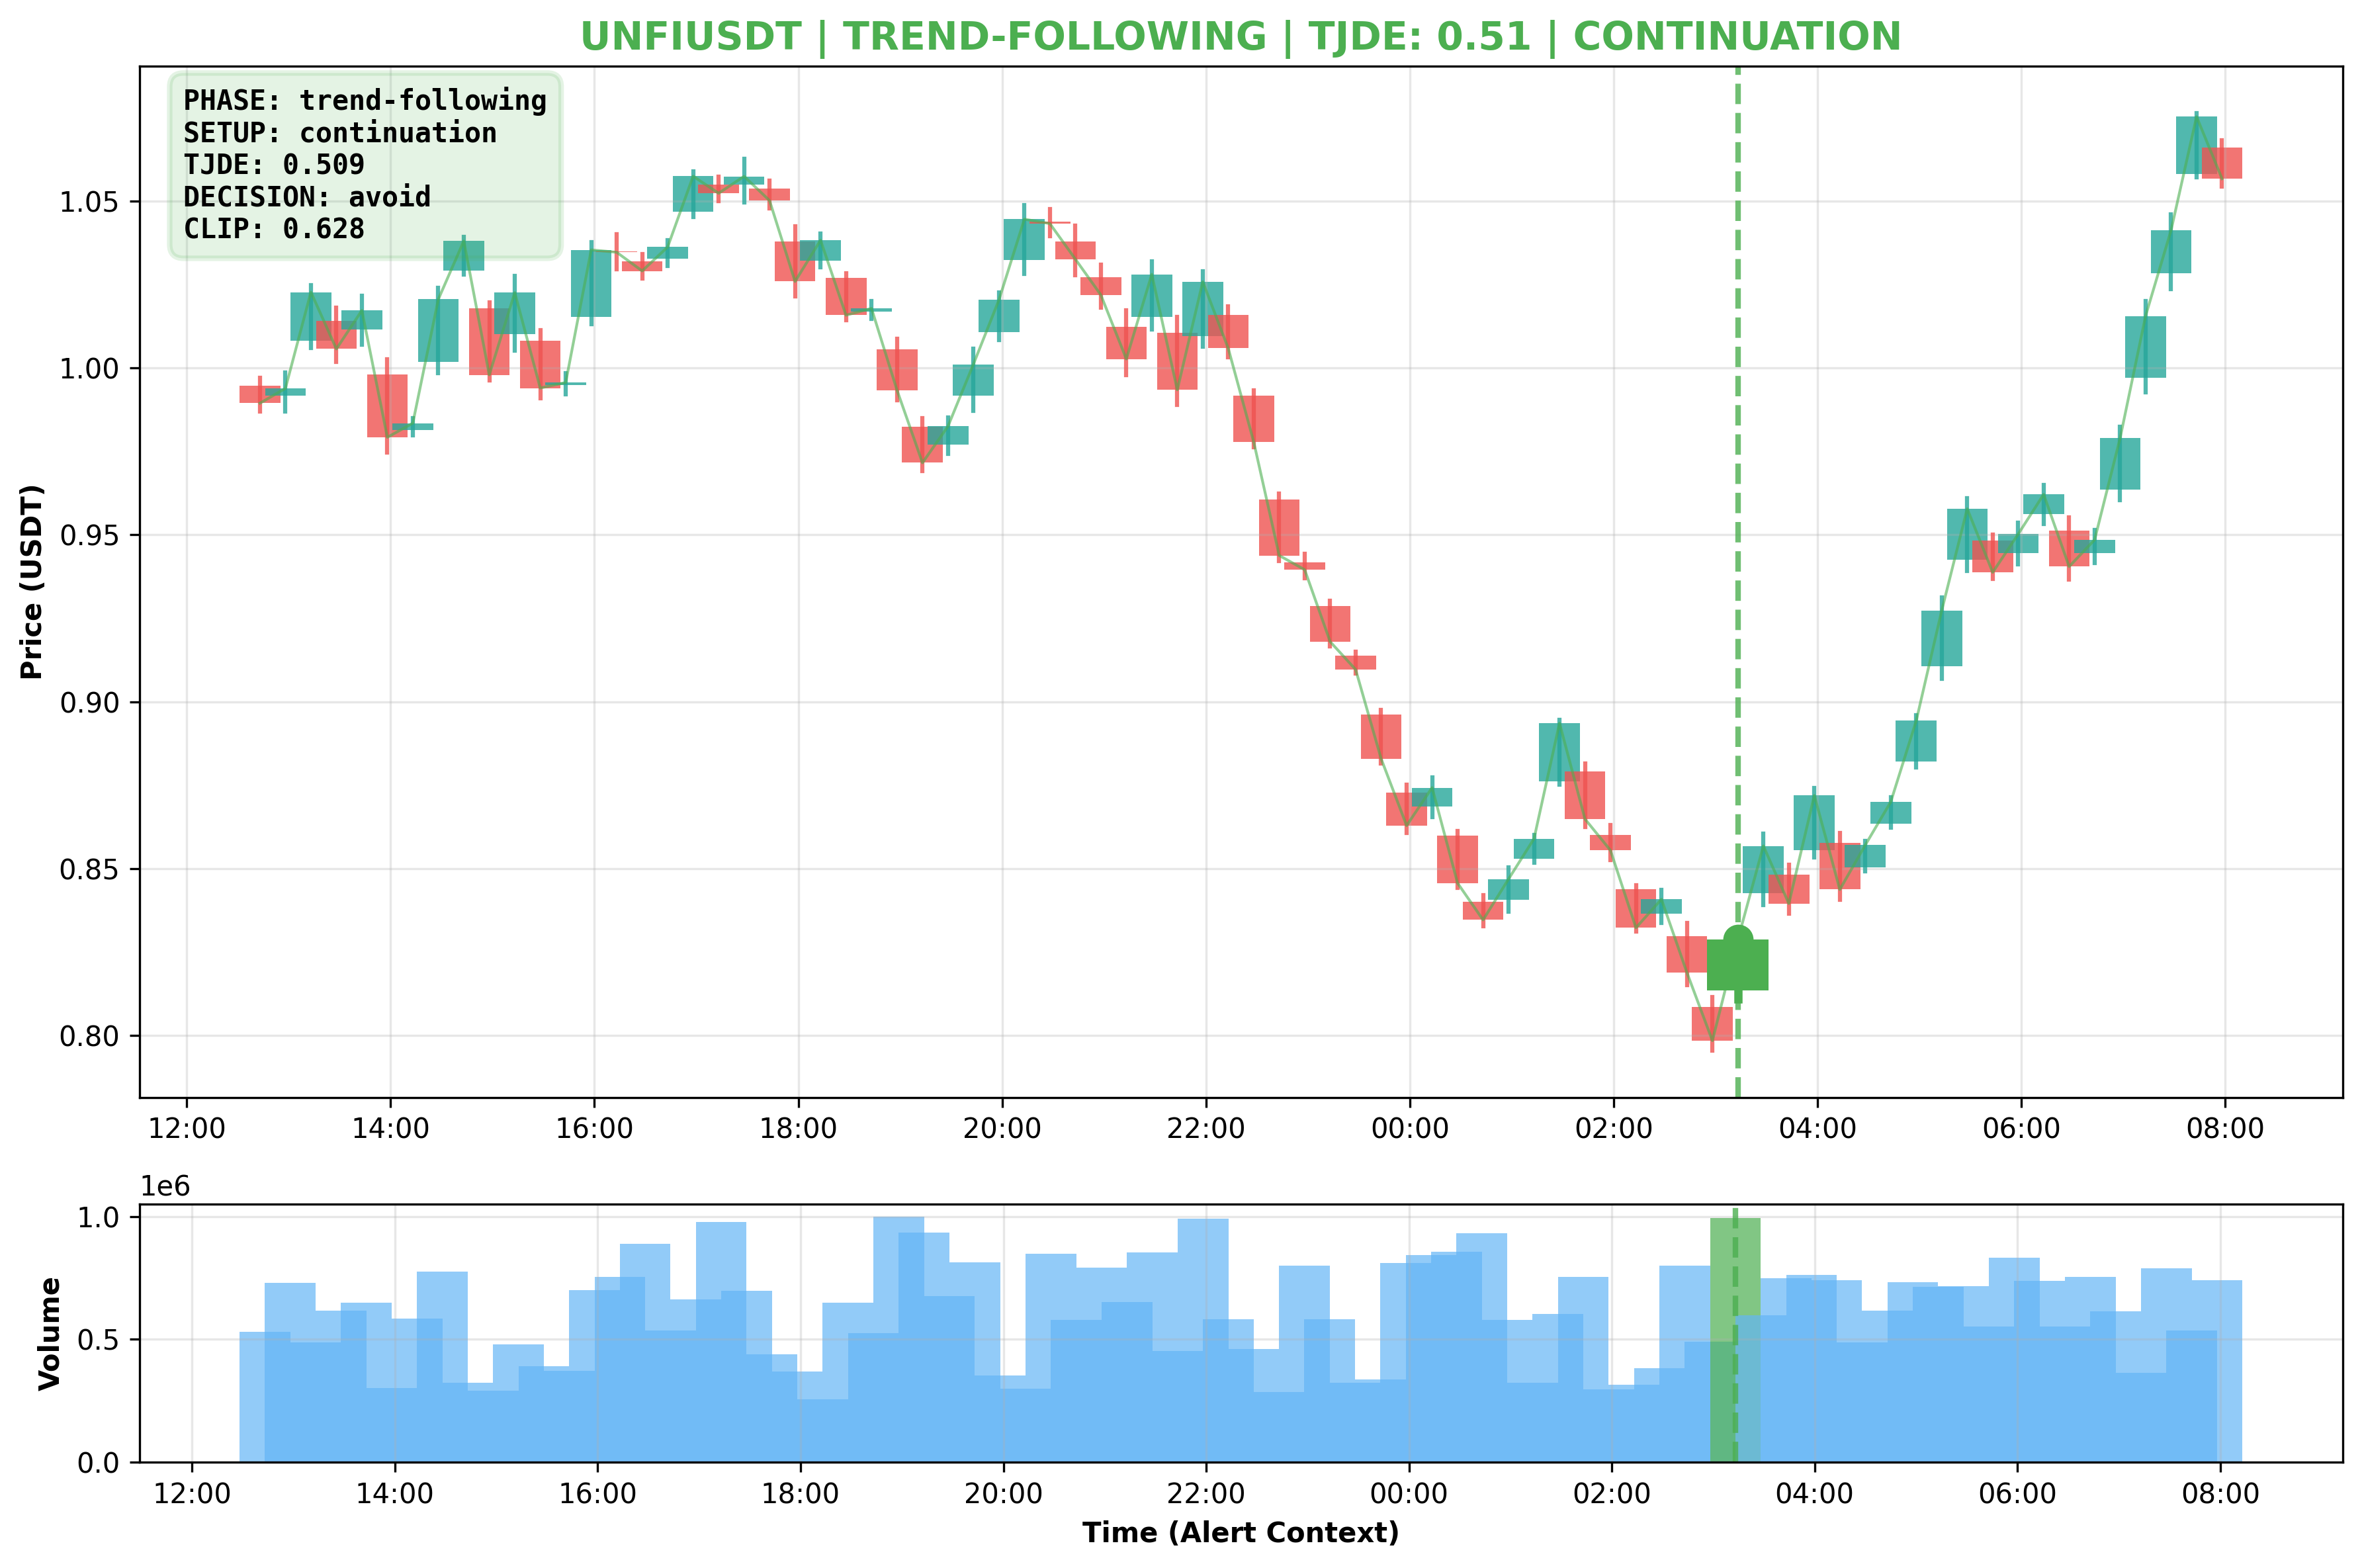 UNFIUSDT | TREND-FOLLOWING | TJDE: 0.51 | CONTINUATION
PHASE: trend-following
SETUP: continuation
TJDE: 0.509
DECISION: avoid
CLIP: 0.628
Price (USDT)
1.05
1.00
0.95
0.90
0.85
0.80
12:00 14:00 16:00 18:00 20:00 22:00 00:00 02:00 04:00 06:00 08:00
1e6
Volume
1.0
0.5
0.0
12:00 14:00 16:00 18:00 20:00 22:00 00:00 02:00 04:00 06:00 08:00
Time (Alert Context)